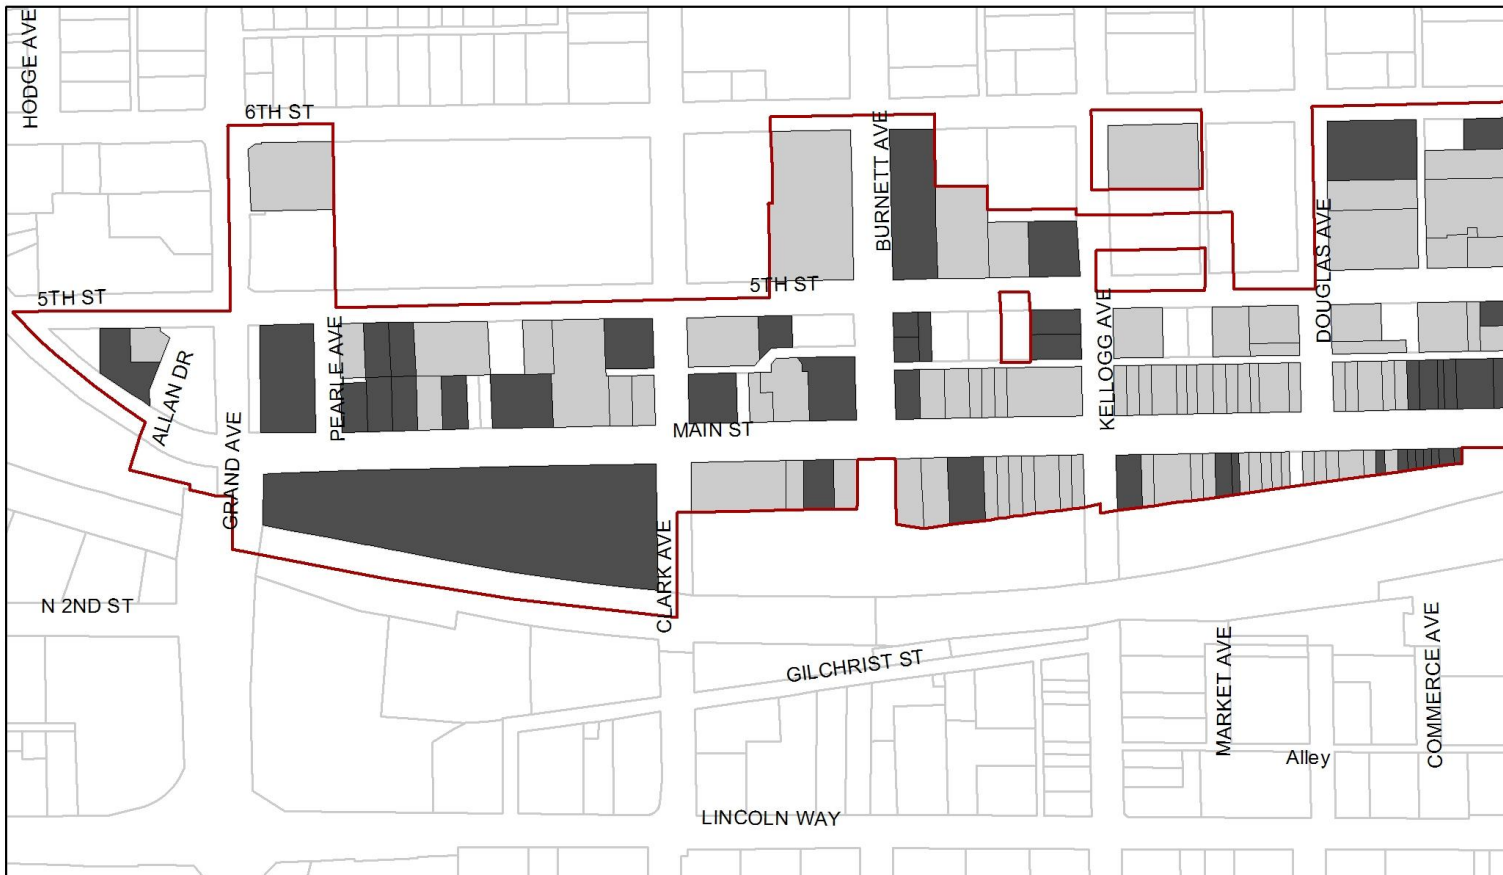 HODGE AVE
6TH ST
BURNETT AVE
DOUGLAS AVE
5TH ST
5TH ST
PEARLE AVE
KELLOGG AVE
ALLAN DR
GRAND AVE
MAIN ST
CLARK AVE
N 2ND ST
GILCHRIST ST
MARKET AVE
COMMERCE AVE
Alley
LINCOLN WAY